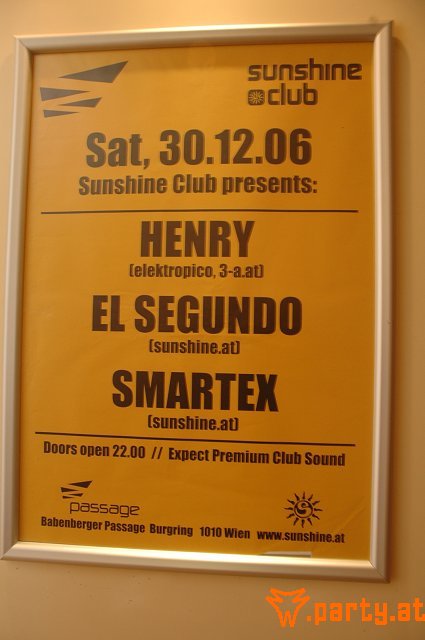 sunshine
club
Sat, 30.12.06
Sunshine Club presents:
HENRY
(elektropico, 3-a.at)
EL SEGUNDO
(sunshine.at)
SMARTEX
(sunshine.at)
Doors open 22.00 // Expect Premium Club Sound
passage
Babenberger Passage Burgring 1010 Wien www.sunshine.at
.party.at